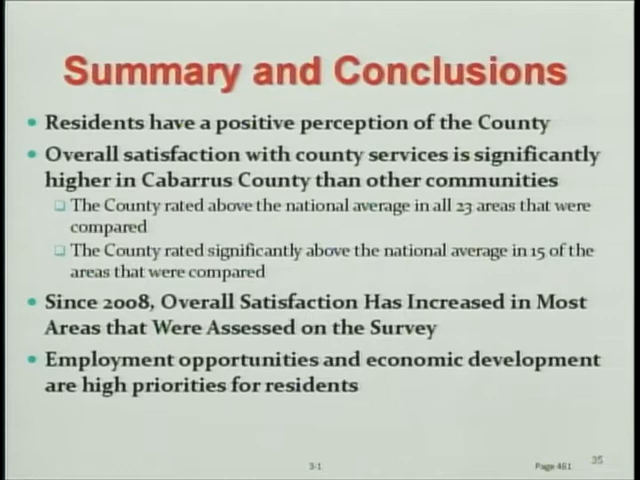 Summary and Conclusions
Residents have a positive perception of the County
Overall satisfaction with county services is significantly
higher in Cabarrus County than other communities
The County rated above the national average in all 23 areas that were
compared
The County rated significantly above the national average in 15 of the
areas that were compared
Since 2008, Overall Satisfaction Has Increased in Most
Areas that Were Assessed on the Survey
Employment opportunities and economic development
are high priorities for residents
3-1
Page 461
35